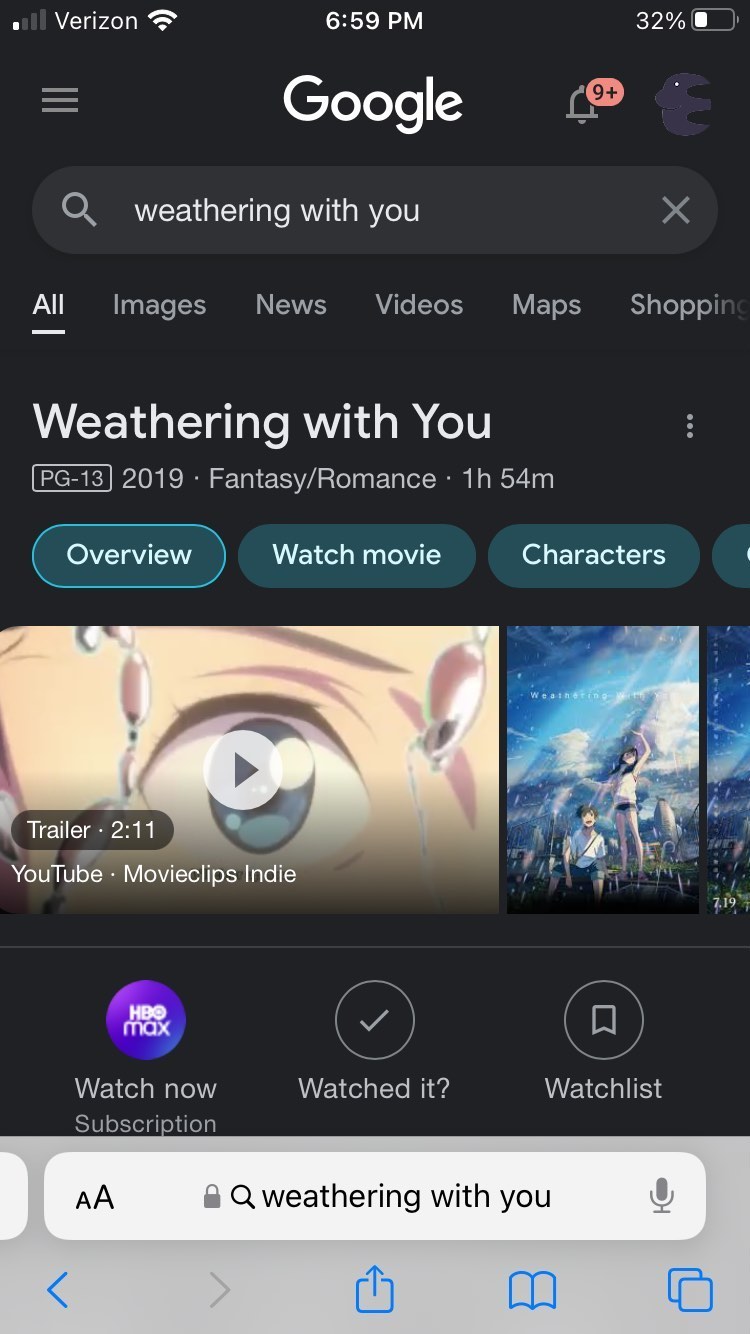 Verizon 6:59 PM 32%
Google 9+
weathering with you
All Images News Videos Maps Shopping
Weathering with You
PG-13 2019 · Fantasy/Romance · 1h 54m
Overview Watch movie Characters
Weathering With You
Trailer · 2:11
YouTube · Movieclips Indie
7.19
HBO
max
Watch now Watched it? Watchlist
Subscription
AA weathering with you